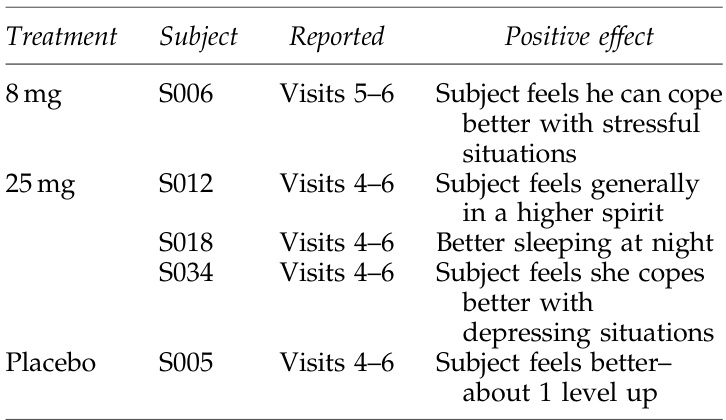 Treatment Subject Reported Positive effect
8 mg S006 Visits 5–6 Subject feels he can cope
better with stressful
situations
25 mg S012 Visits 4–6 Subject feels generally
in a higher spirit
S018 Visits 4–6 Better sleeping at night
S034 Visits 4–6 Subject feels she copes
better with
depressing situations
Placebo S005 Visits 4–6 Subject feels better–
about 1 level up